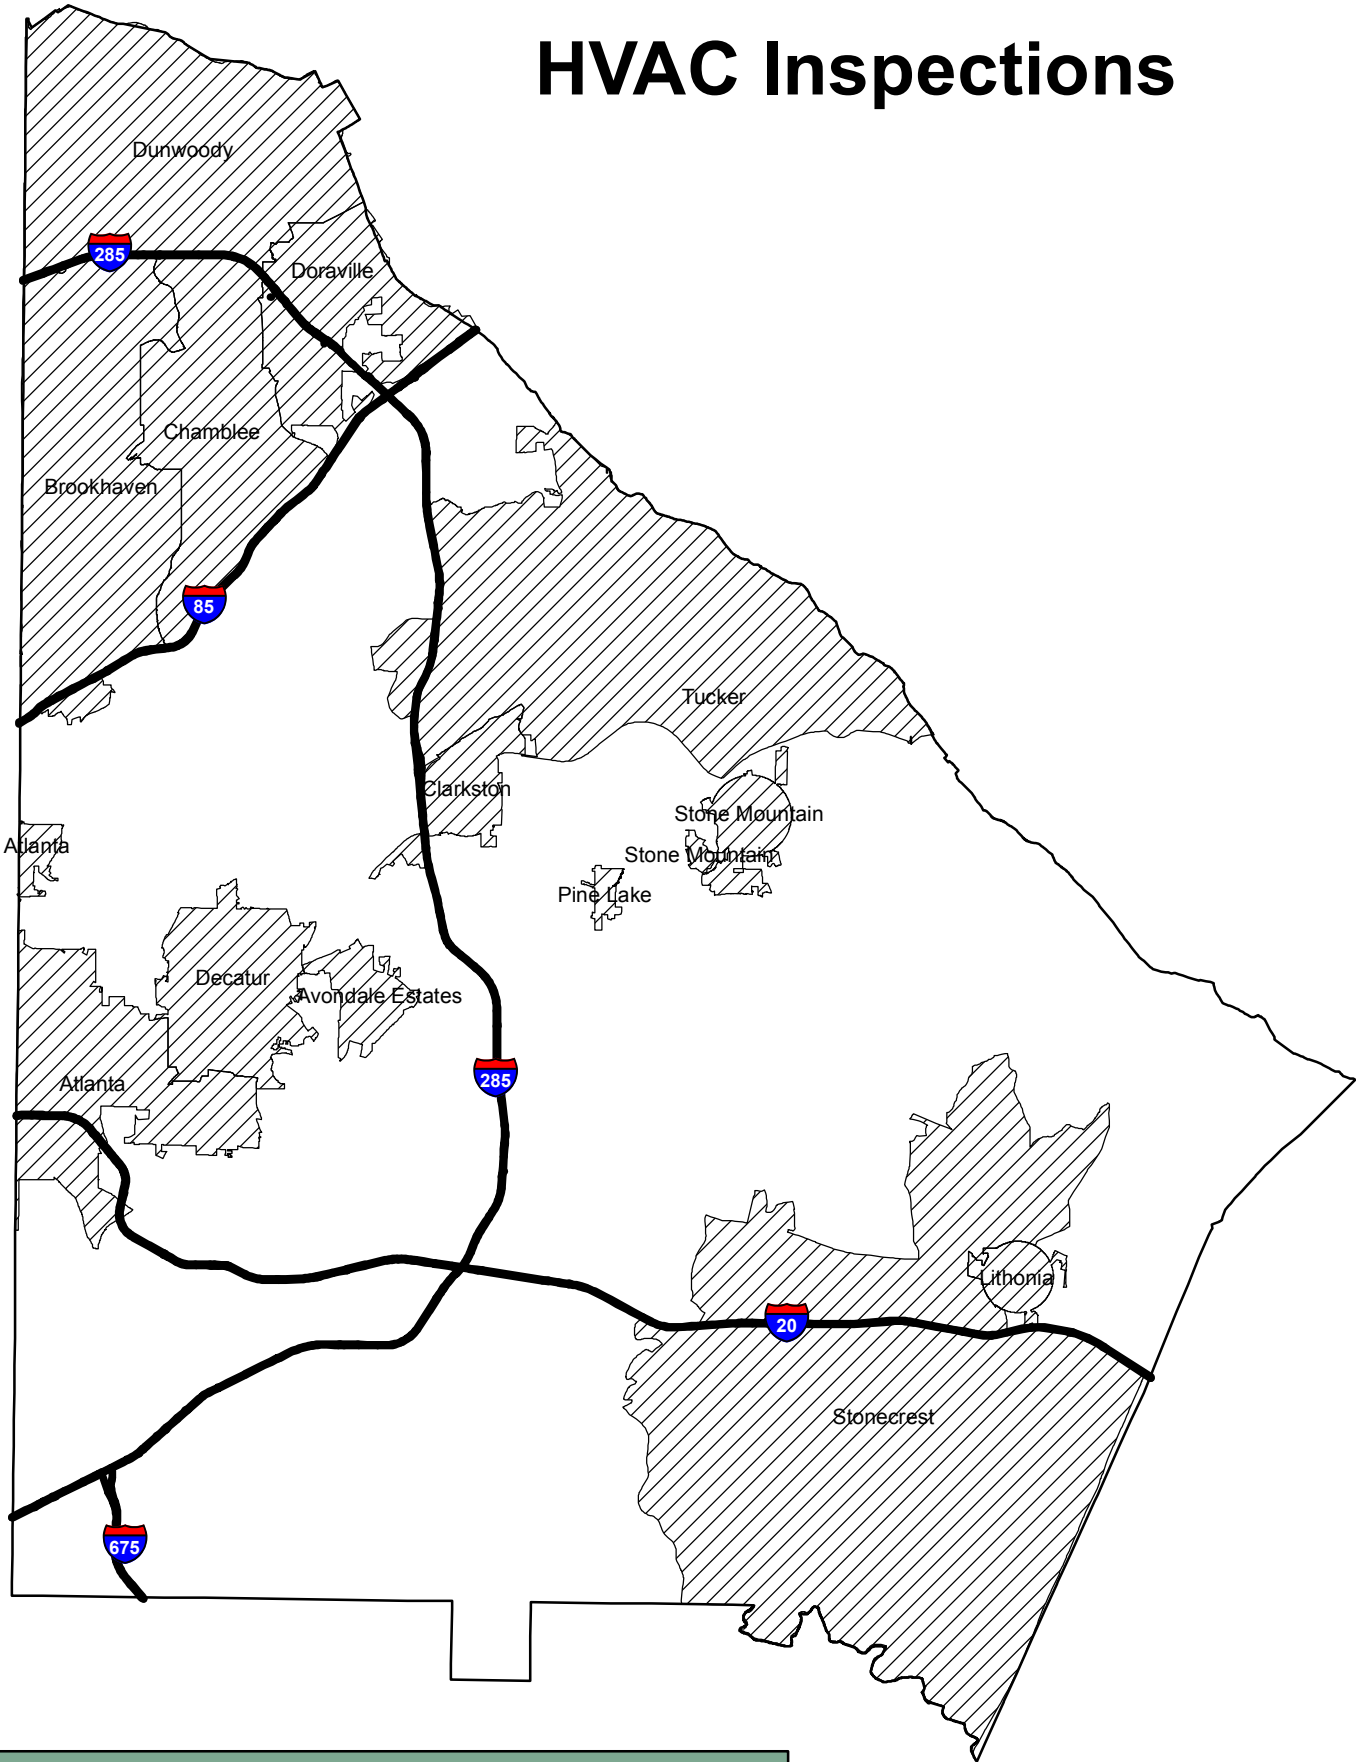 HVAC Inspections
Dunwoody
285
Doraville
Chamblee
Brookhaven
85
Tucker
Clarkston
Stone Mountain
Atlanta
Stone Mountain
Pine Lake
Decatur
Avondale Estates
Atlanta
285
Lithonia
20
Stonecrest
675